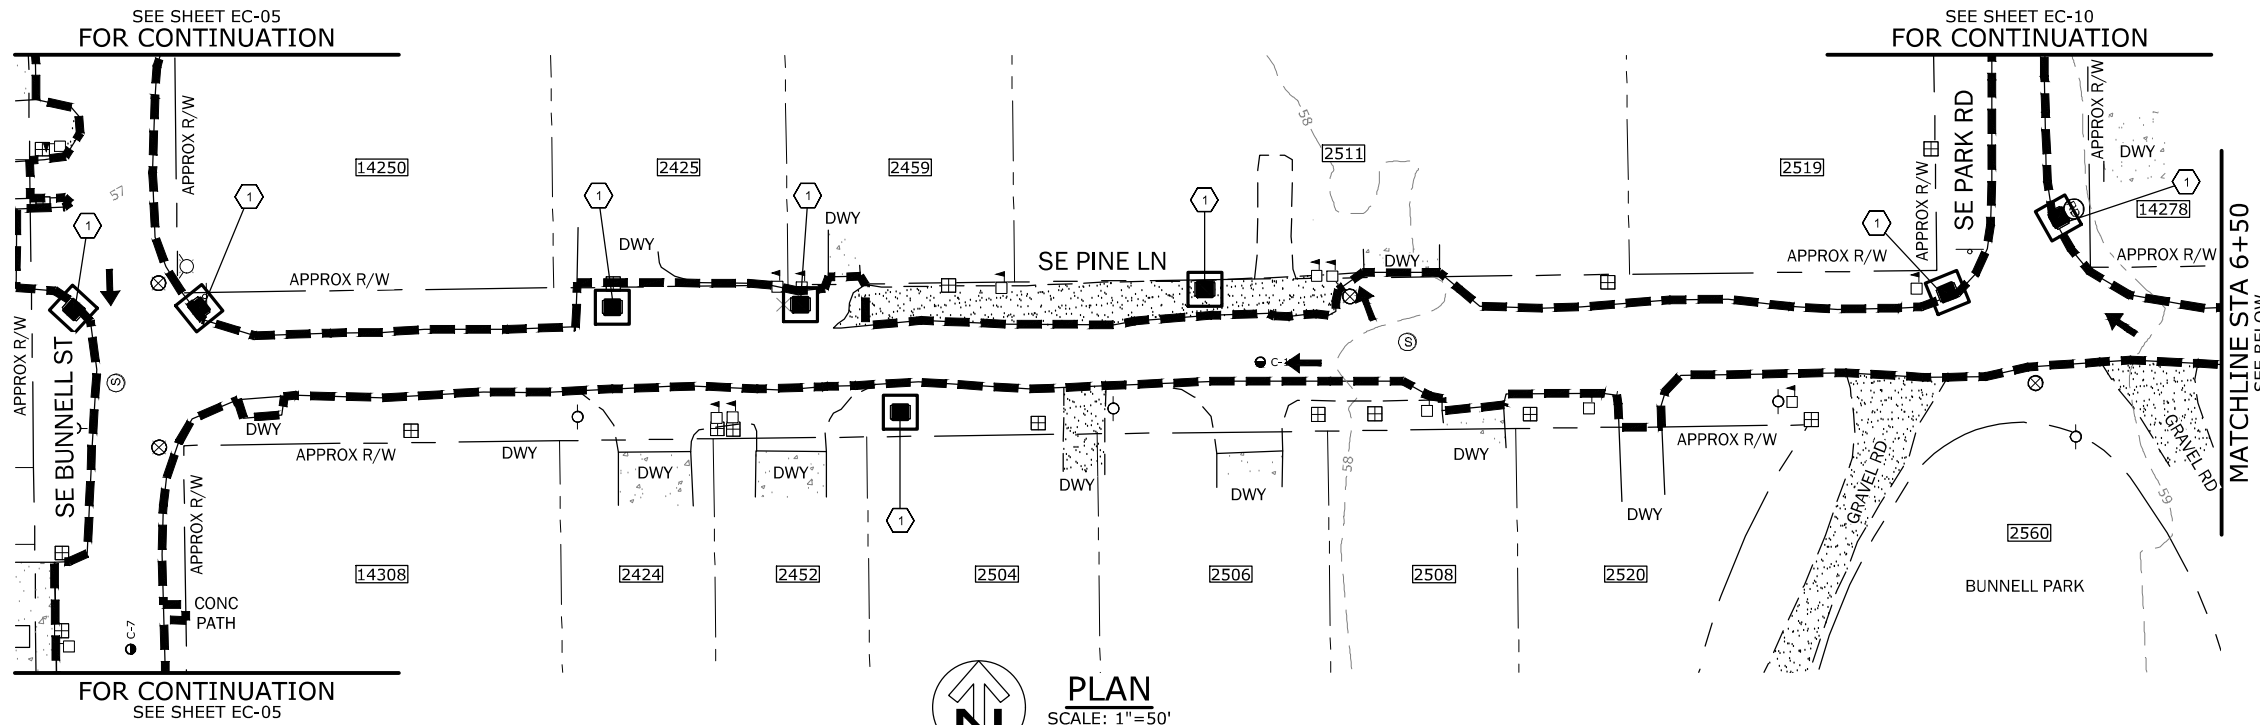 SEE SHEET EC-05
FOR CONTINUATION
SEE SHEET EC-10
FOR CONTINUATION
APPROX R/W
57
1
14250
1
2425
1
DWY
1
DWY
2459
SE PINE LN
1
58
2511
DWY
2519
1
APPROX R/W
APPROX R/W
SE PARK RD
APPROX R/W
DWY
1
14278
APPROX R/W
MATCHLINE STA 6+50
SEE BELOW
APPROX R/W
APPROX R/W
SE BUNNELL ST
S
S
DWY
APPROX R/W
APPROX R/W
DWY
DWY
DWY
1
DWY
DWY
58
DWY
DWY
APPROX R/W
GRAVEL RD
GRAVEL RD
59
14308
2424
2452
2504
2506
2508
2520
2560
BUNNELL PARK
CONC
PATH
C-7
FOR CONTINUATION
SEE SHEET EC-05
N
PLAN
SCALE: 1"=50'